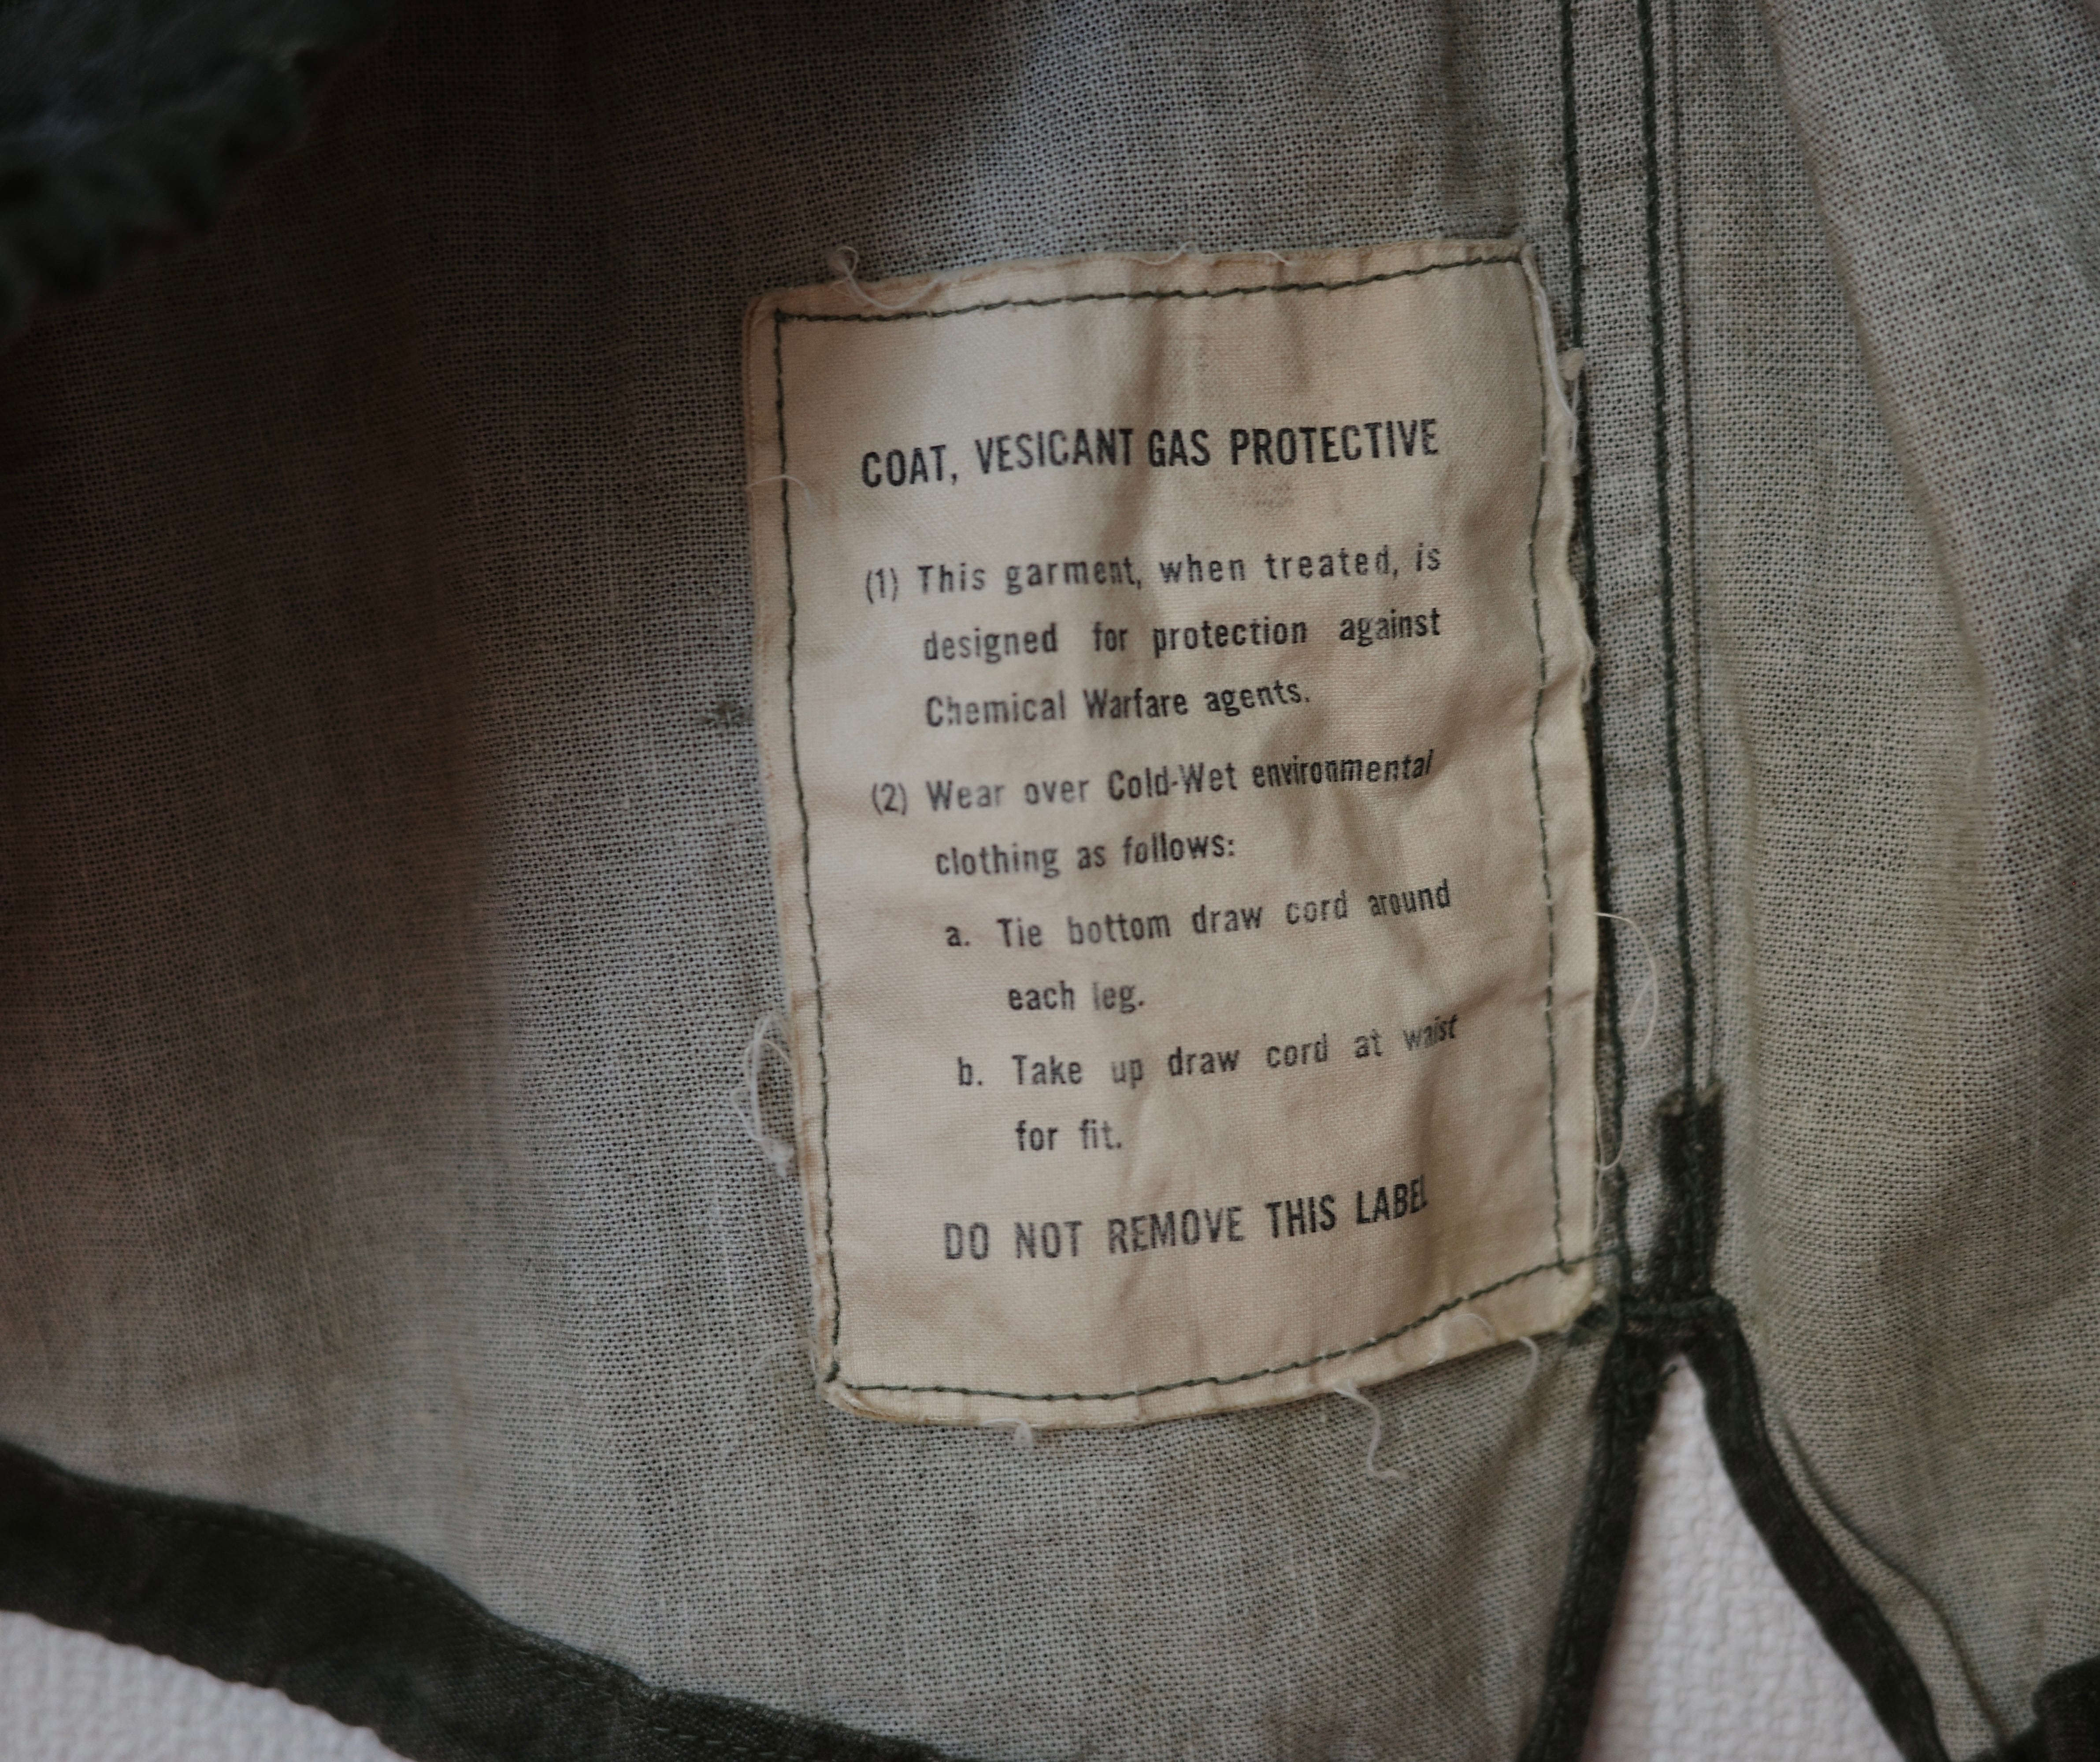 COAT, VESICANT GAS PROTECTIVE
(1) This garment, when treated, is
designed for protection against
Chemical Warfare agents.
(2) Wear over Cold-Wet environmental
clothing as follows:
a. Tie bottom draw cord around
each leg.
b. Take up draw cord at waist
for fit.
DO NOT REMOVE THIS LABEL